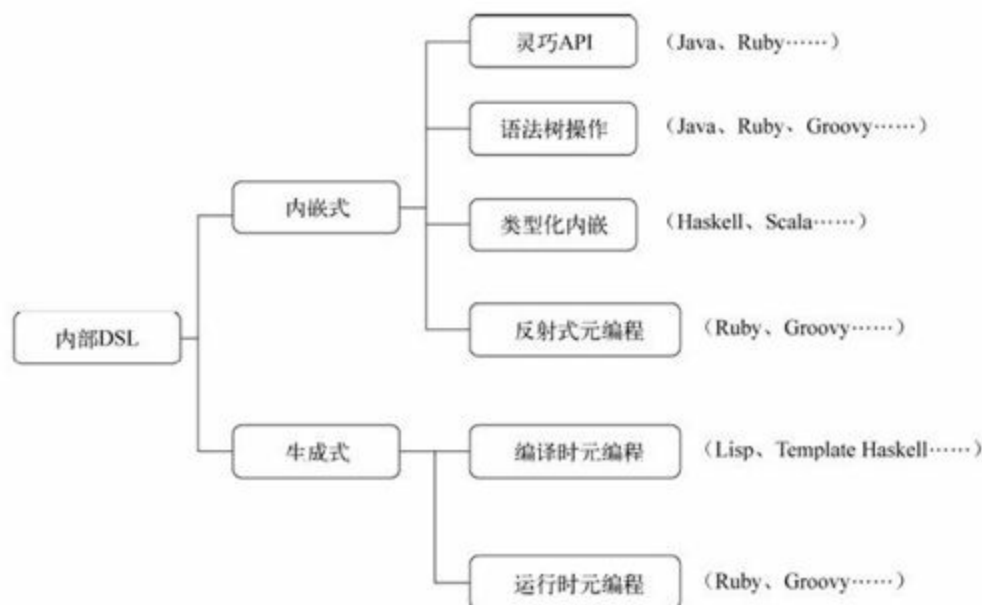 灵巧API （Java、Ruby……）
语法树操作 （Java、Ruby、Groovy……）
内嵌式
类型化内嵌 （Haskell、Scala……）
反射式元编程 （Ruby、Groovy……）
内部DSL
生成式
编译时元编程 （Lisp、Template Haskell……）
运行时元编程 （Ruby、Groovy……）